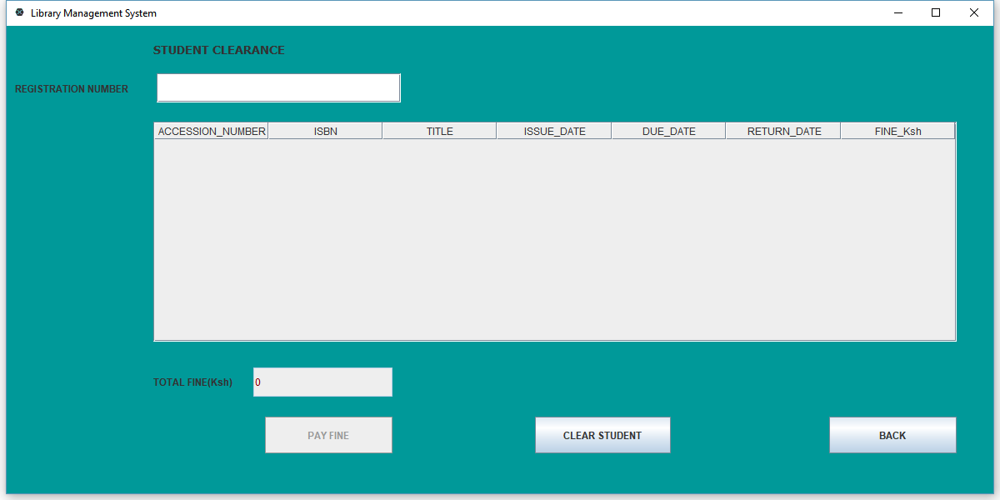 Library Management System
STUDENT CLEARANCE
REGISTRATION NUMBER
ACCESSION_NUMBER ISBN TITLE ISSUE_DATE DUE_DATE RETURN_DATE FINE_Ksh
TOTAL FINE(Ksh) 0
PAY FINE CLEAR STUDENT BACK